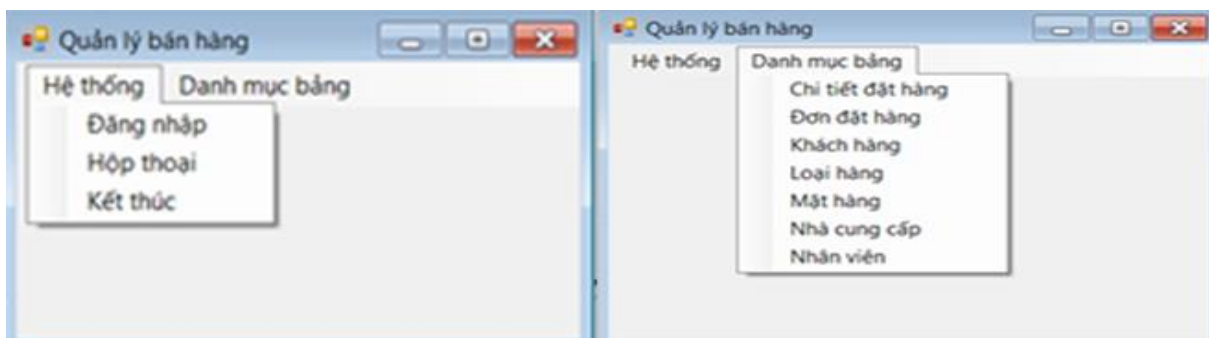 Quản lý bán hàng
Hệ thống Danh mục bảng
Đăng nhập
Hộp thoại
Kết thúc
Quản lý bán hàng
Hệ thống Danh mục bảng
Chi tiết đặt hàng
Đơn đặt hàng
Khách hàng
Loại hàng
Mặt hàng
Nhà cung cấp
Nhân viên